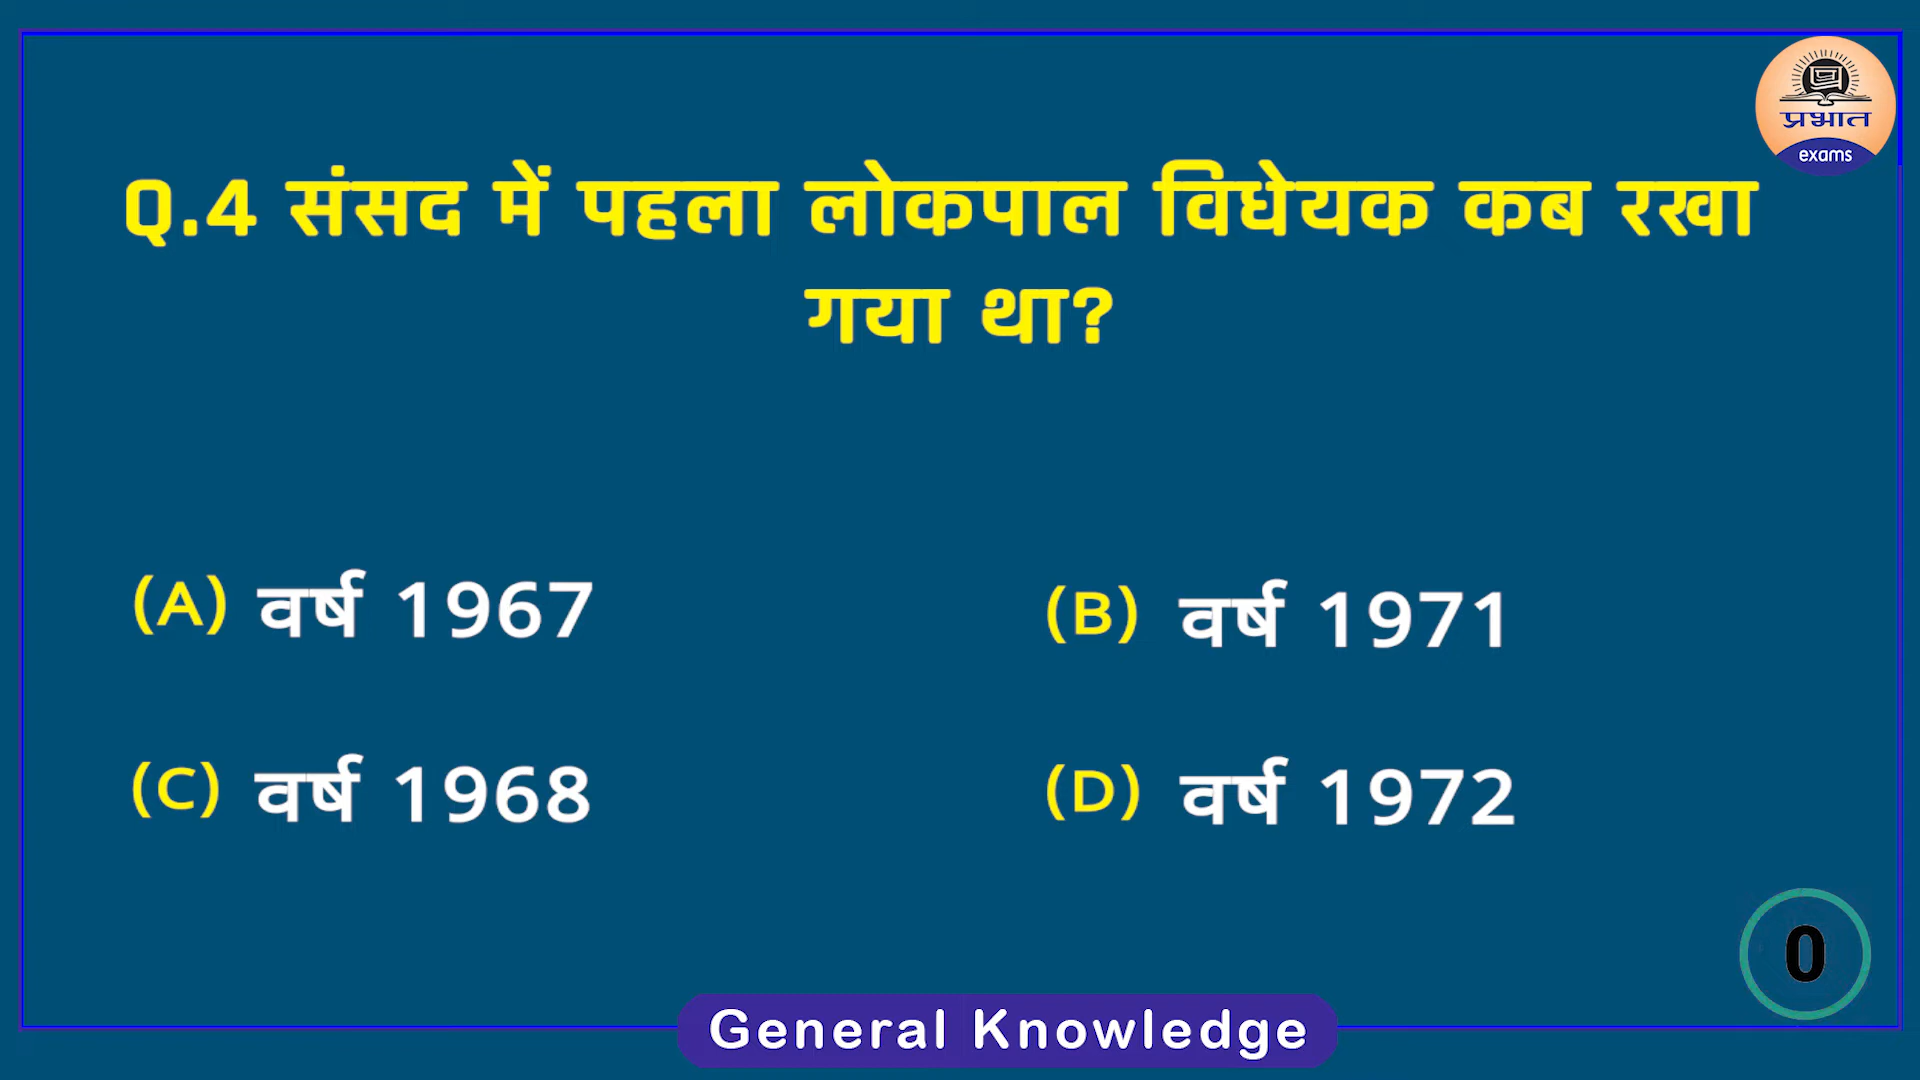 प्रभात
exams
Q.4 संसद में पहला लोकपाल विधेयक कब रखा
गया था?
(A) वर्ष 1967
(B) वर्ष 1971
(C) वर्ष 1968
(D) वर्ष 1972
0
General Knowledge